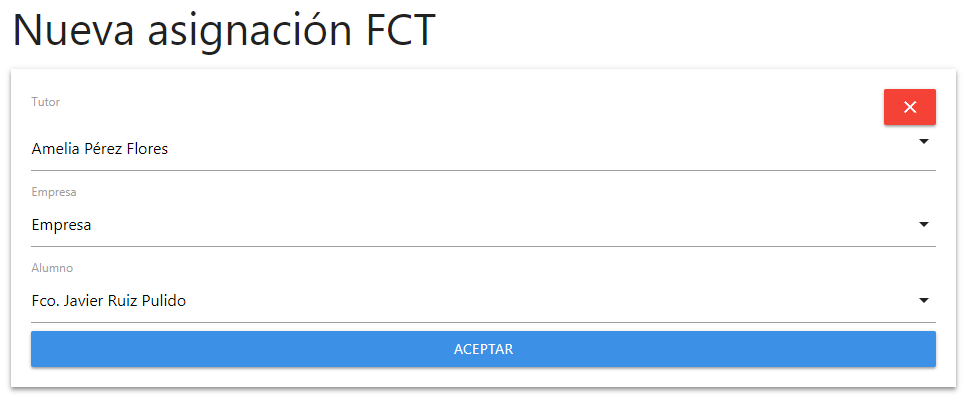 Nueva asignación FCT
Tutor
Amelia Pérez Flores
Empresa
Empresa
Alumno
Fco. Javier Ruiz Pulido
ACEPTAR